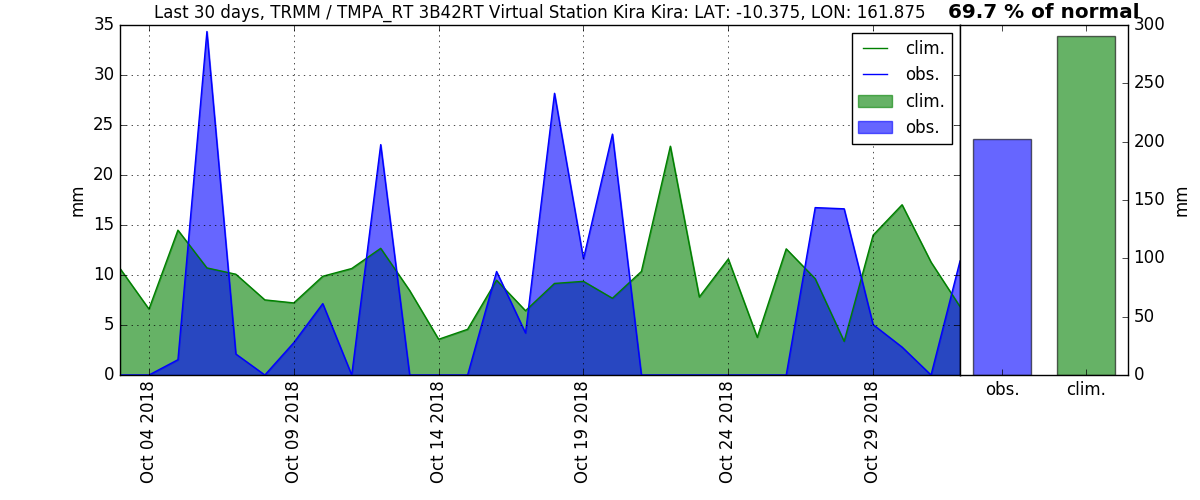 Last 30 days, TRMM / TMPA_RT 3B42RT Virtual Station Kira Kira: LAT: -10.375, LON: 161.875
69.7 % of normal
35
30
25
20
15
10
5
0
mm
clim.
obs.
clim.
obs.
300
250
200
150
100
50
0
mm
obs.
clim.
Oct 04 2018
Oct 09 2018
Oct 14 2018
Oct 19 2018
Oct 24 2018
Oct 29 2018